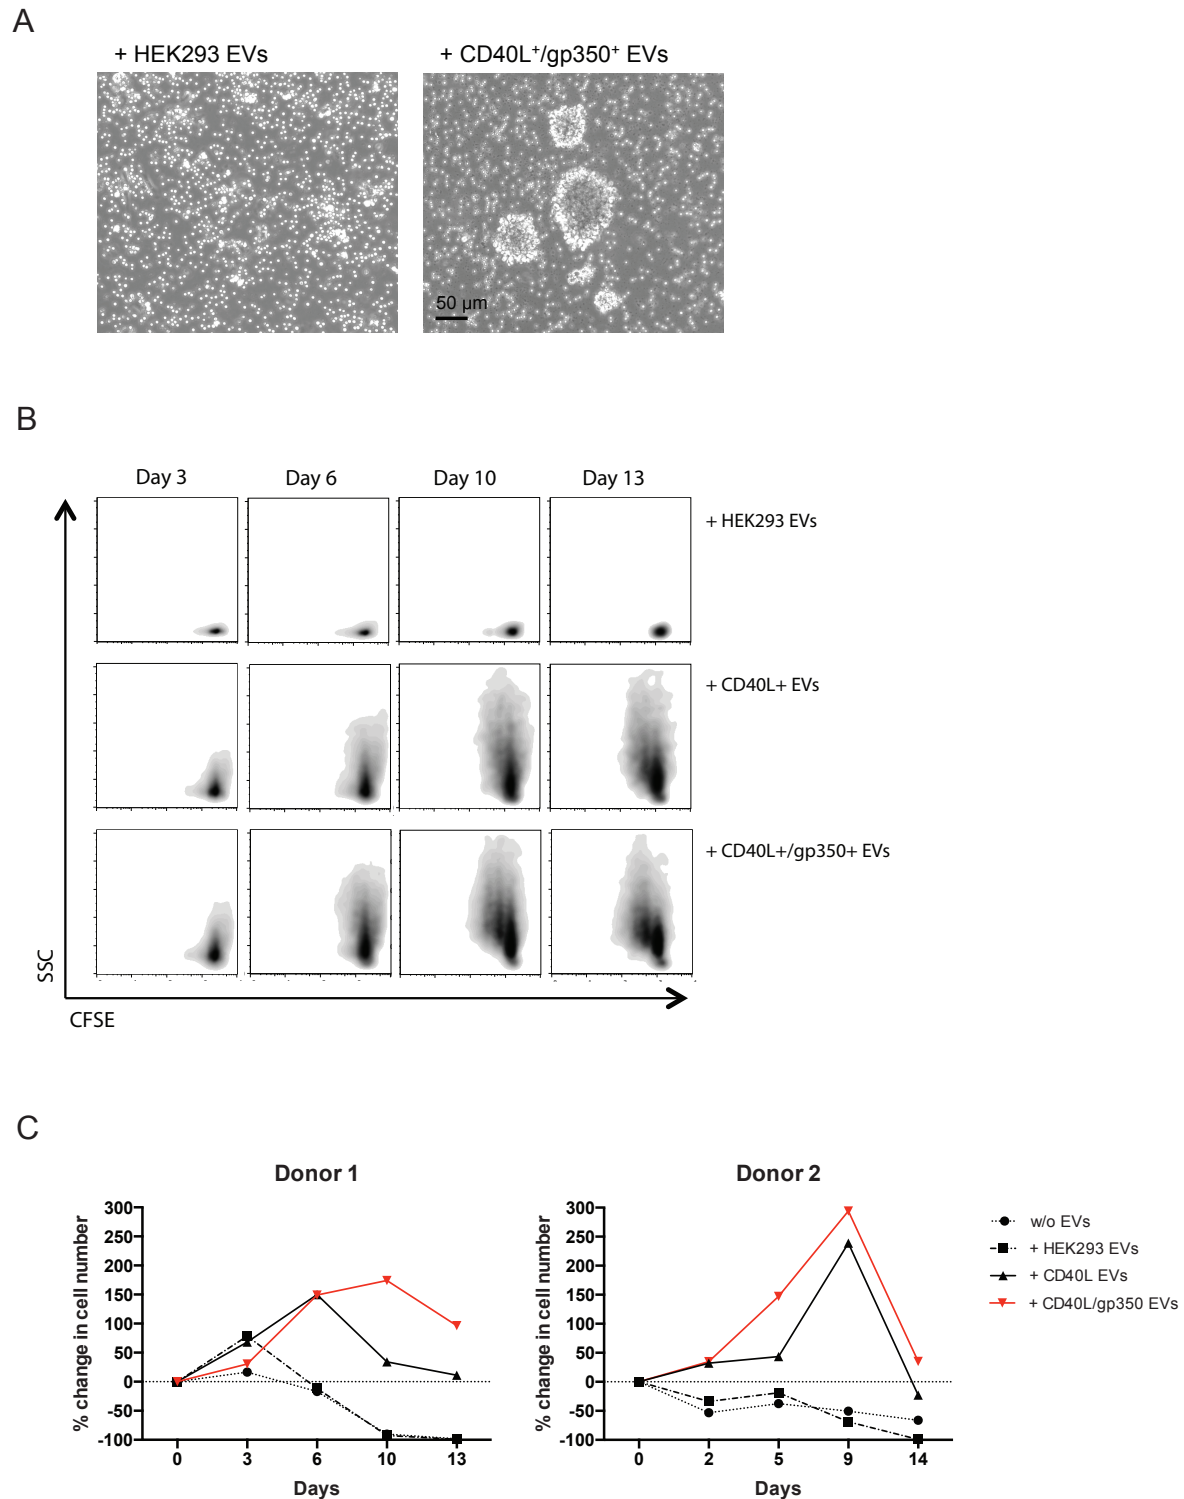 A
+ HEK293 EVs
+ CD40L⁺/gp350⁺ EVs
50 µm
B
Day 3
Day 6
Day 10
Day 13
+ HEK293 EVs
+ CD40L+ EVs
+ CD40L+/gp350+ EVs
SSC
CFSE
C
Donor 1
% change in cell number
300
250
200
150
100
50
0
-50
-100
0 3 6 10 13
Days
Donor 2
% change in cell number
300
250
200
150
100
50
0
-50
-100
0 2 5 9 14
Days
w/o EVs
+ HEK293 EVs
+ CD40L EVs
+ CD40L/gp350 EVs